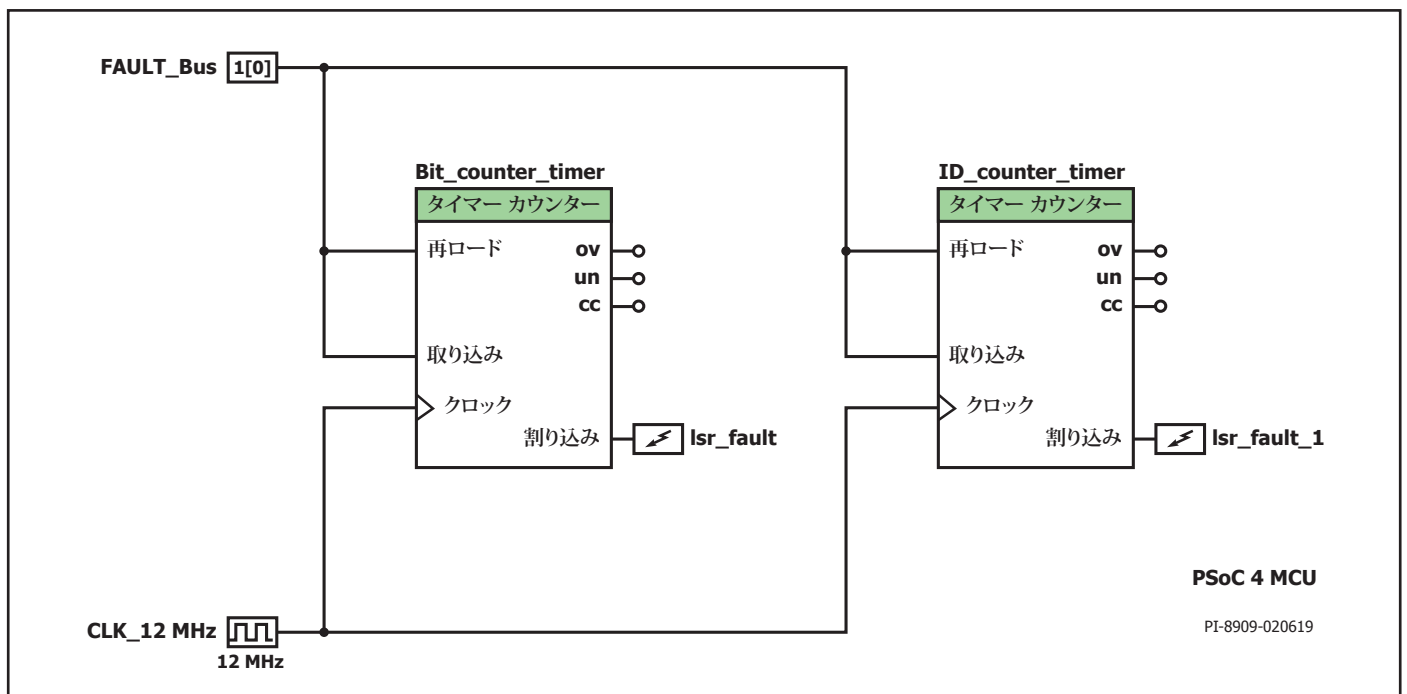 FAULT_Bus 1[0]
Bit_counter_timer
タイマー カウンター
再ロード ov
un
cc
取り込み
クロック
割り込み lsr_fault
ID_counter_timer
タイマー カウンター
再ロード ov
un
cc
取り込み
クロック
割り込み lsr_fault_1
PSoC 4 MCU
CLK_12 MHz
12 MHz
PI-8909-020619